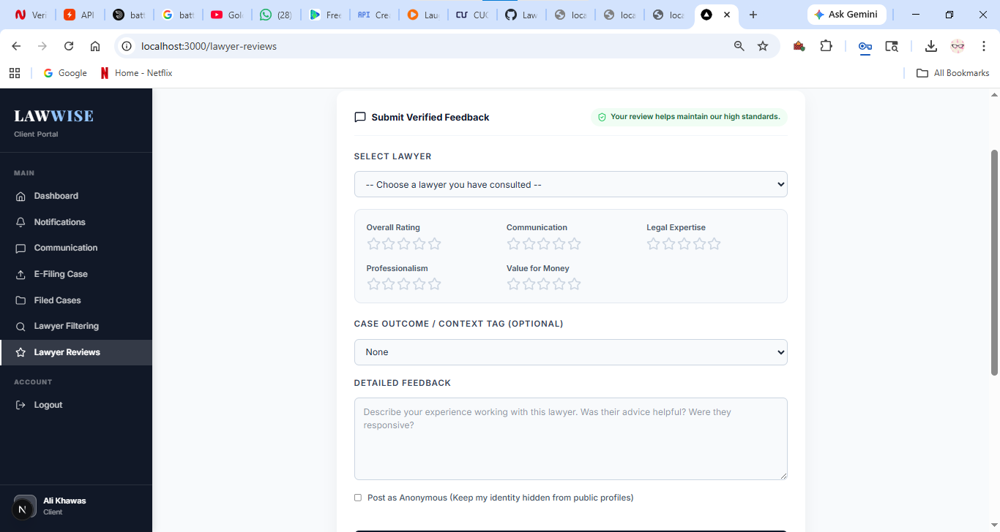 Veri
API
batt
batt
Gol
(28)
Free
API Crea
Lau
CUC
Law
loca
loca
loca
Ask Gemini
localhost:3000/lawyer-reviews
Google
Home - Netflix
All Bookmarks
LAWWISE
Client Portal
MAIN
Dashboard
Notifications
Communication
E-Filing Case
Filed Cases
Lawyer Filtering
Lawyer Reviews
ACCOUNT
Logout
N
Ali Khawas
Client
Submit Verified Feedback
Your review helps maintain our high standards.
SELECT LAWYER
-- Choose a lawyer you have consulted --
Overall Rating
Communication
Legal Expertise
Professionalism
Value for Money
CASE OUTCOME / CONTEXT TAG (OPTIONAL)
None
DETAILED FEEDBACK
Describe your experience working with this lawyer. Was their advice helpful? Were they
responsive?
Post as Anonymous (Keep my identity hidden from public profiles)